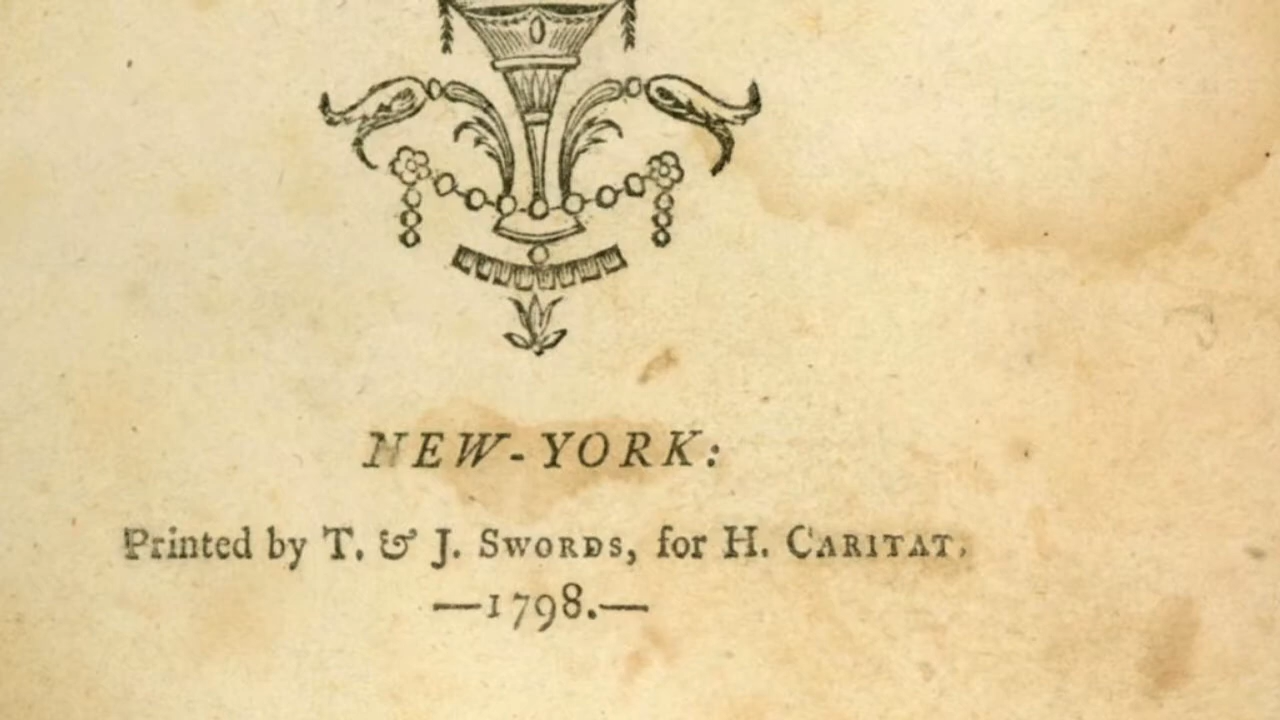 NEW-YORK:
Printed by T. & J. SWORDS, for H. CARITAT.
—1798.—